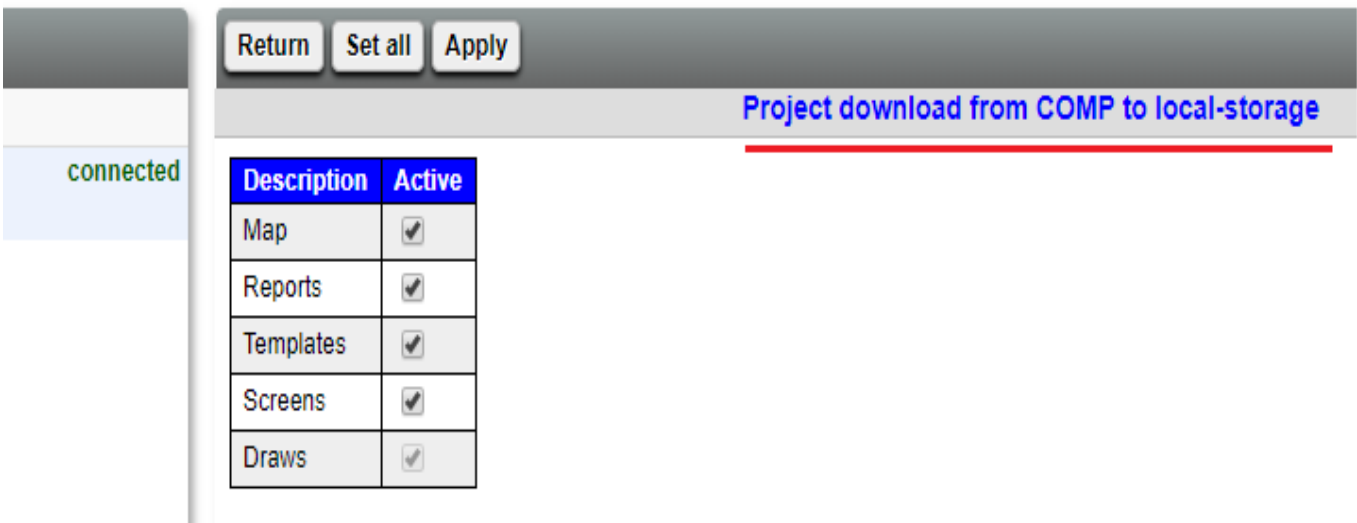 Return Set all Apply
Project download from COMP to local-storage
connected
Description Active
Map
Reports
Templates
Screens
Draws